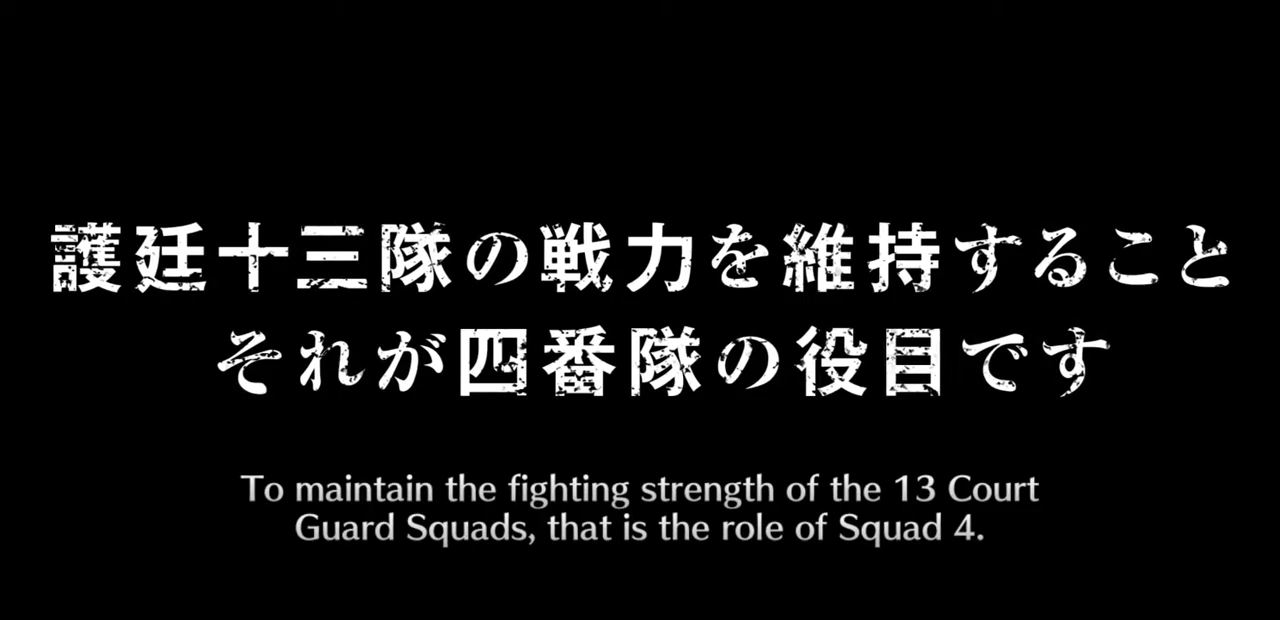 護廷十三隊の戦力を維持すること
それが四番隊の役目です
To maintain the fighting strength of the 13 Court
Guard Squads, that is the role of Squad 4.